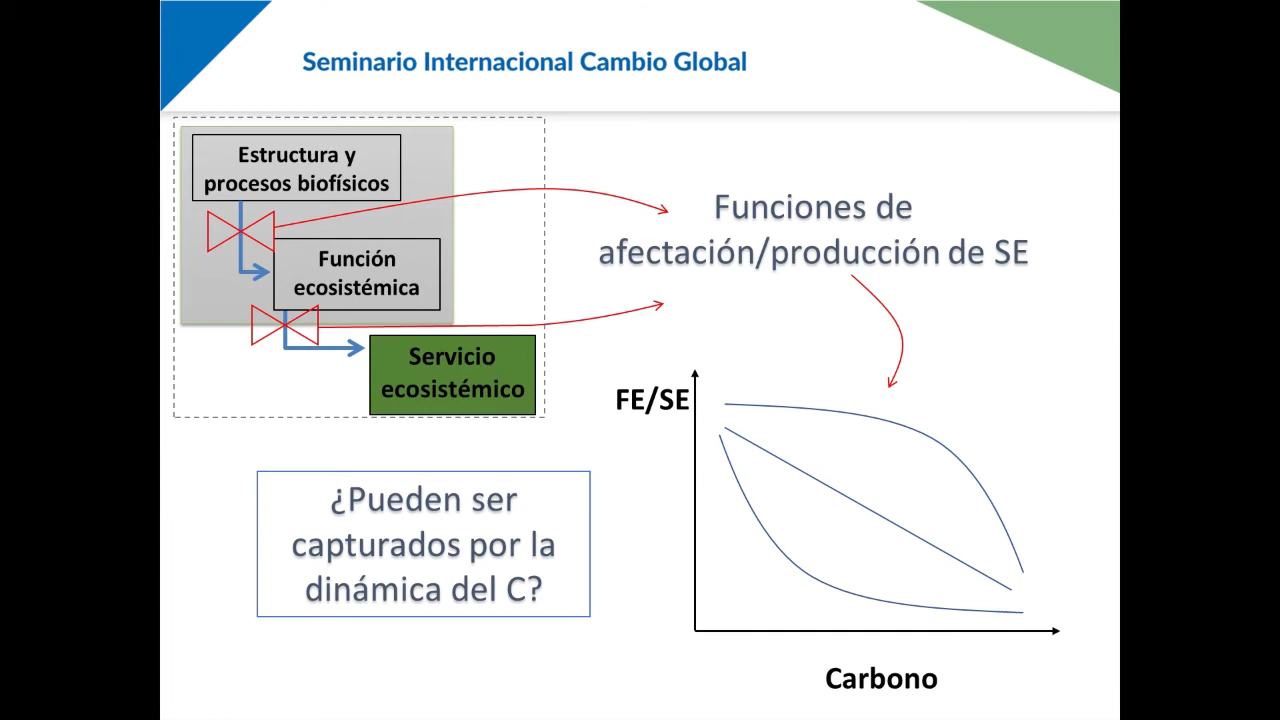 Seminario Internacional Cambio Global
Estructura y
procesos biofísicos
Función
ecosistémica
Servicio
ecosistémico
Funciones de
afectación/producción de SE
FE/SE
¿Pueden ser
capturados por la
dinámica del C?
Carbono